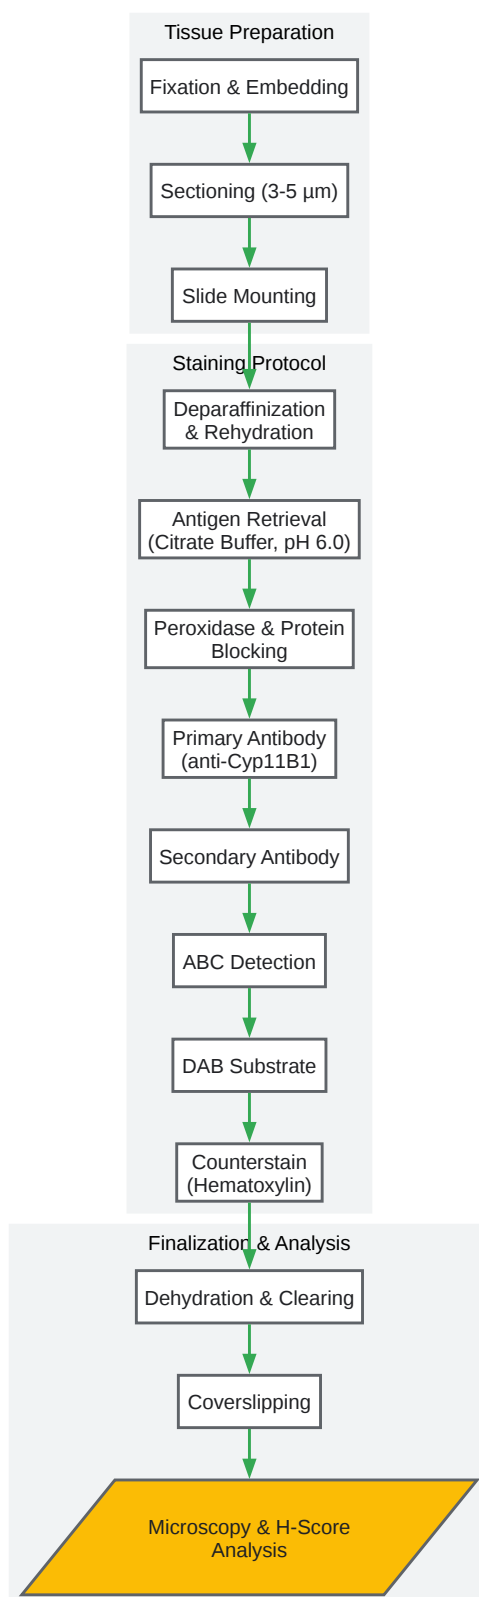 Tissue Preparation
Fixation & Embedding
Sectioning (3-5 µm)
Slide Mounting
Staining Protocol
Deparaffinization
& Rehydration
Antigen Retrieval
(Citrate Buffer, pH 6.0)
Peroxidase & Protein
Blocking
Primary Antibody
(anti-Cyp11B1)
Secondary Antibody
ABC Detection
DAB Substrate
Counterstain
(Hematoxylin)
Finalization & Analysis
Dehydration & Clearing
Coverslipping
Microscopy & H-Score
Analysis